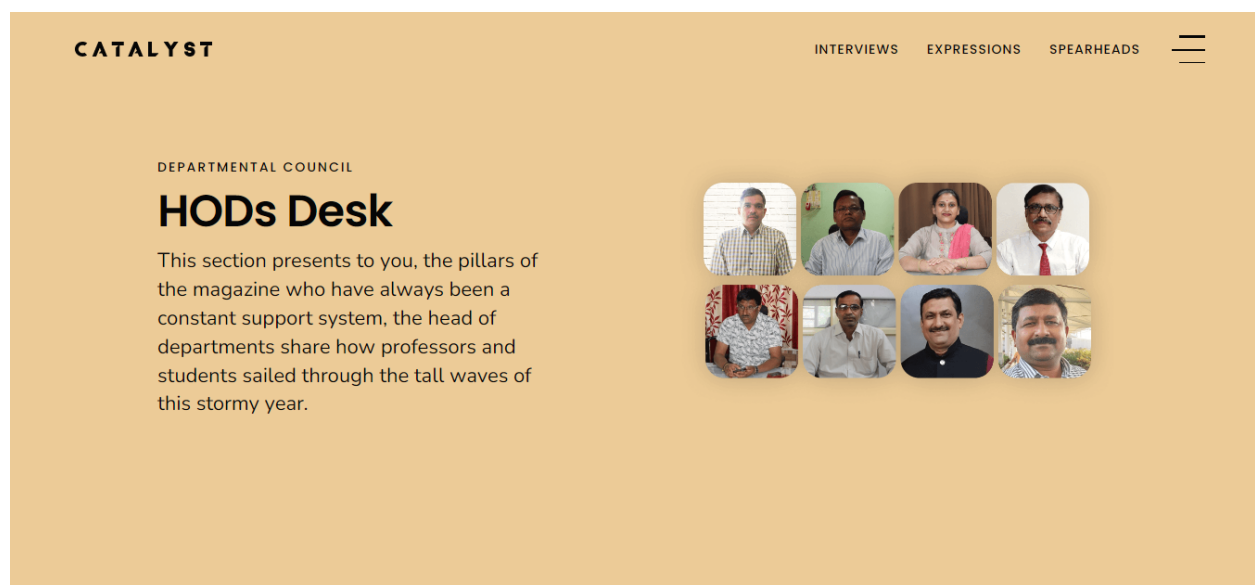 CATALYST
INTERVIEWS EXPRESSIONS SPEARHEADS
DEPARTMENTAL COUNCIL
HODs Desk
This section presents to you, the pillars of
the magazine who have always been a
constant support system, the head of
departments share how professors and
students sailed through the tall waves of
this stormy year.